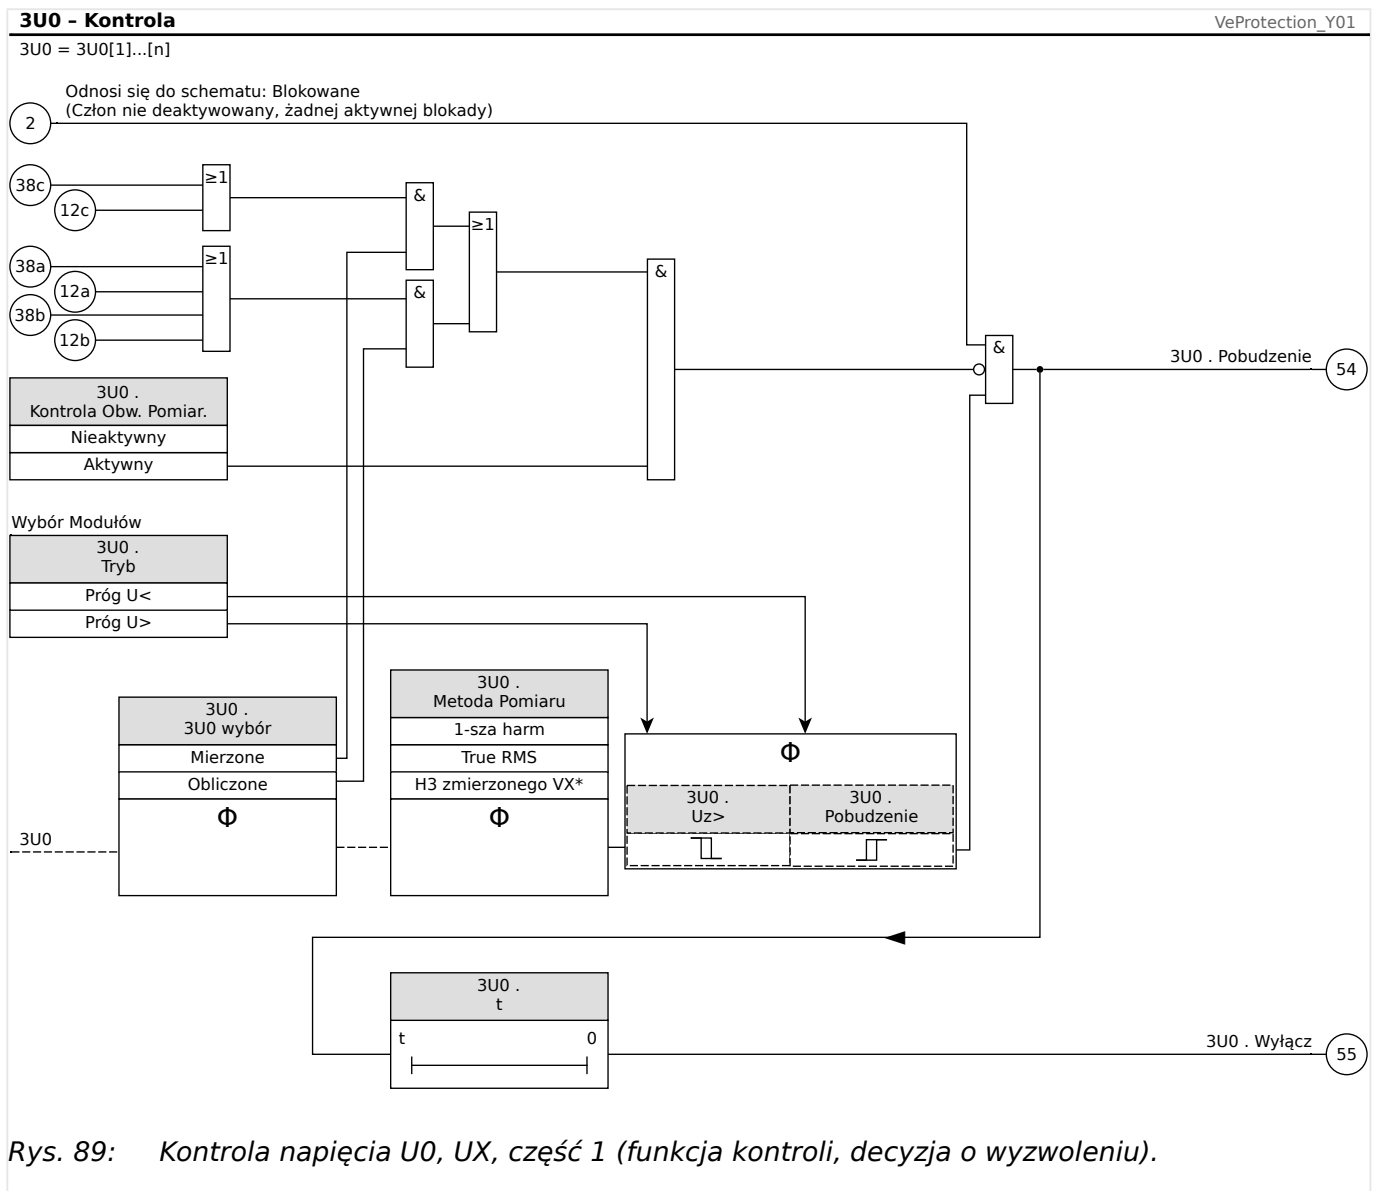 3U0 – Kontrola
VeProtection_Y01
3U0 = 3U0[1]...[n]
Odnosi się do schematu: Blokowane
(Człon nie deaktywowany, żadnej aktywnej blokady)
2
38c
12c
≥1
&
≥1
38a
12a
38b
12b
≥1
&
&
&
3U0 . Pobudzenie
54
3U0 .
Kontrola Obw. Pomiar.
Nieaktywny
Aktywny
Wybór Modułów
3U0 .
Tryb
Próg U<
Próg U>
3U0 .
3U0 wybór
Mierzone
Obliczone
Φ
3U0
3U0 .
Metoda Pomiaru
1-sza harm
True RMS
H3 zmierzonego VX*
Φ
Φ
3U0 .
Uz>
3U0 .
Pobudzenie
3U0 .
t
t 0
3U0 . Wyłącz
55
Rys. 89: Kontrola napięcia U0, UX, część 1 (funkcja kontroli, decyzja o wyzwoleniu).